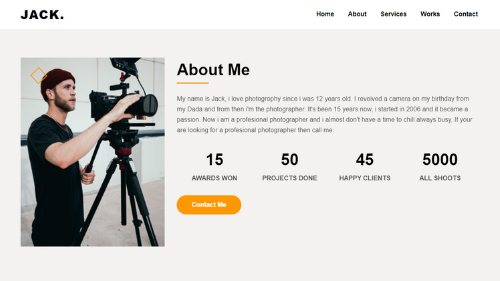 JACK.
Home About Services Works Contact
About Me
My name is Jack, i love photogrophy since i was 12 years old. I reveived a camera on my birthday from
my Dada and from then i'm the photographer. It's been 15 years now, i started in 2006 and it became a
passion. Now i am a profesional photographer and i almost don't have a time to chill always busy. If your
are looking for a profesional photographer then call me.
15 50 45 5000
AWARDS WON PROJECTS DONE HAPPY CLIENTS ALL SHOOTS
Contact Me